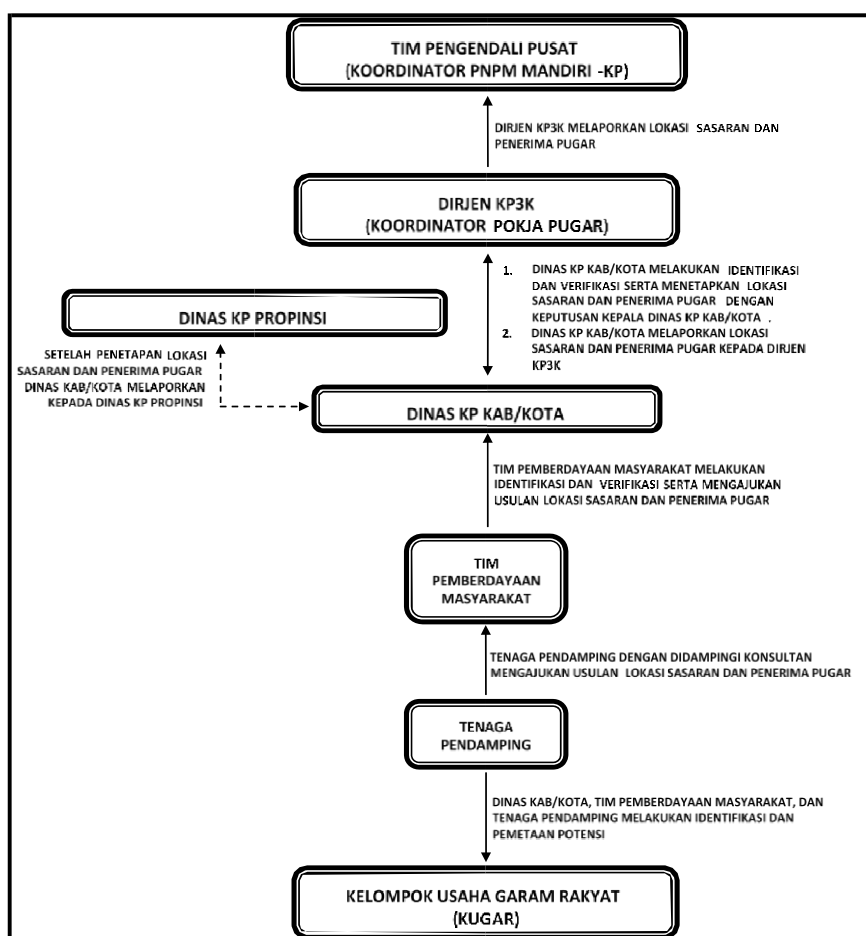 TIM PENGENDALI PUSAT
(KOORDINATOR PNPM MANDIRI -KP)
DIRJEN KP3K MELAPORKAN LOKASI SASARAN DAN
PENERIMA PUGAR
DIRJEN KP3K
(KOORDINATOR POKJA PUGAR)
1. DINAS KP KAB/KOTA MELAKUKAN IDENTIFIKASI
DAN VERIFIKASI SERTA MENETAPKAN LOKASI
SASARAN DAN PENERIMA PUGAR DENGAN
KEPUTUSAN KEPALA DINAS KP KAB/KOTA .
2. DINAS KP KAB/KOTA MELAPORKAN LOKASI
SASARAN DAN PENERIMA PUGAR KEPADA DIRJEN
KP3K
DINAS KP PROPINSI
SETELAH PENETAPAN LOKASI
SASARAN DAN PENERIMA PUGAR
DINAS KAB/KOTA MELAPORKAN
KEPADA DINAS KP PROPINSI
DINAS KP KAB/KOTA
TIM PEMBERDAYAAN MASYARAKAT MELAKUKAN
IDENTIFIKASI DAN VERIFIKASI SERTA MENGAJUKAN
USULAN LOKASI SASARAN DAN PENERIMA PUGAR
TIM
PEMBERDAYAAN
MASYARAKAT
TENAGA PENDAMPING DENGAN DIDAMPINGI KONSULTAN
MENGAJUKAN USULAN LOKASI SASARAN DAN PENERIMA PUGAR
TENAGA
PENDAMPING
DINAS KAB/KOTA, TIM PEMBERDAYAAN MASYARAKAT, DAN
TENAGA PENDAMPING MELAKUKAN IDENTIFIKASI DAN
PEMETAAN POTENSI
KELOMPOK USAHA GARAM RAKYAT
(KUGAR)